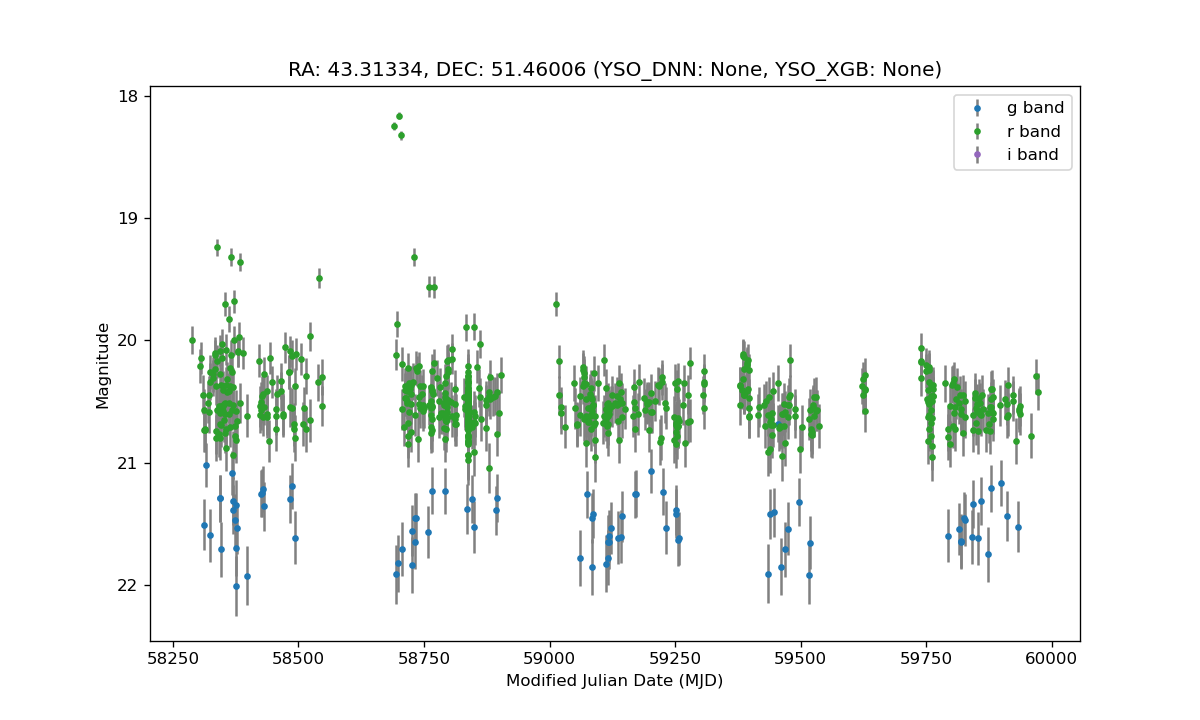 RA: 43.31334, DEC: 51.46006 (YSO_DNN: None, YSO_XGB: None)
g band
r band
i band
18
19
20
21
22
Magnitude
58250 58500 58750 59000 59250 59500 59750 60000
Modified Julian Date (MJD)